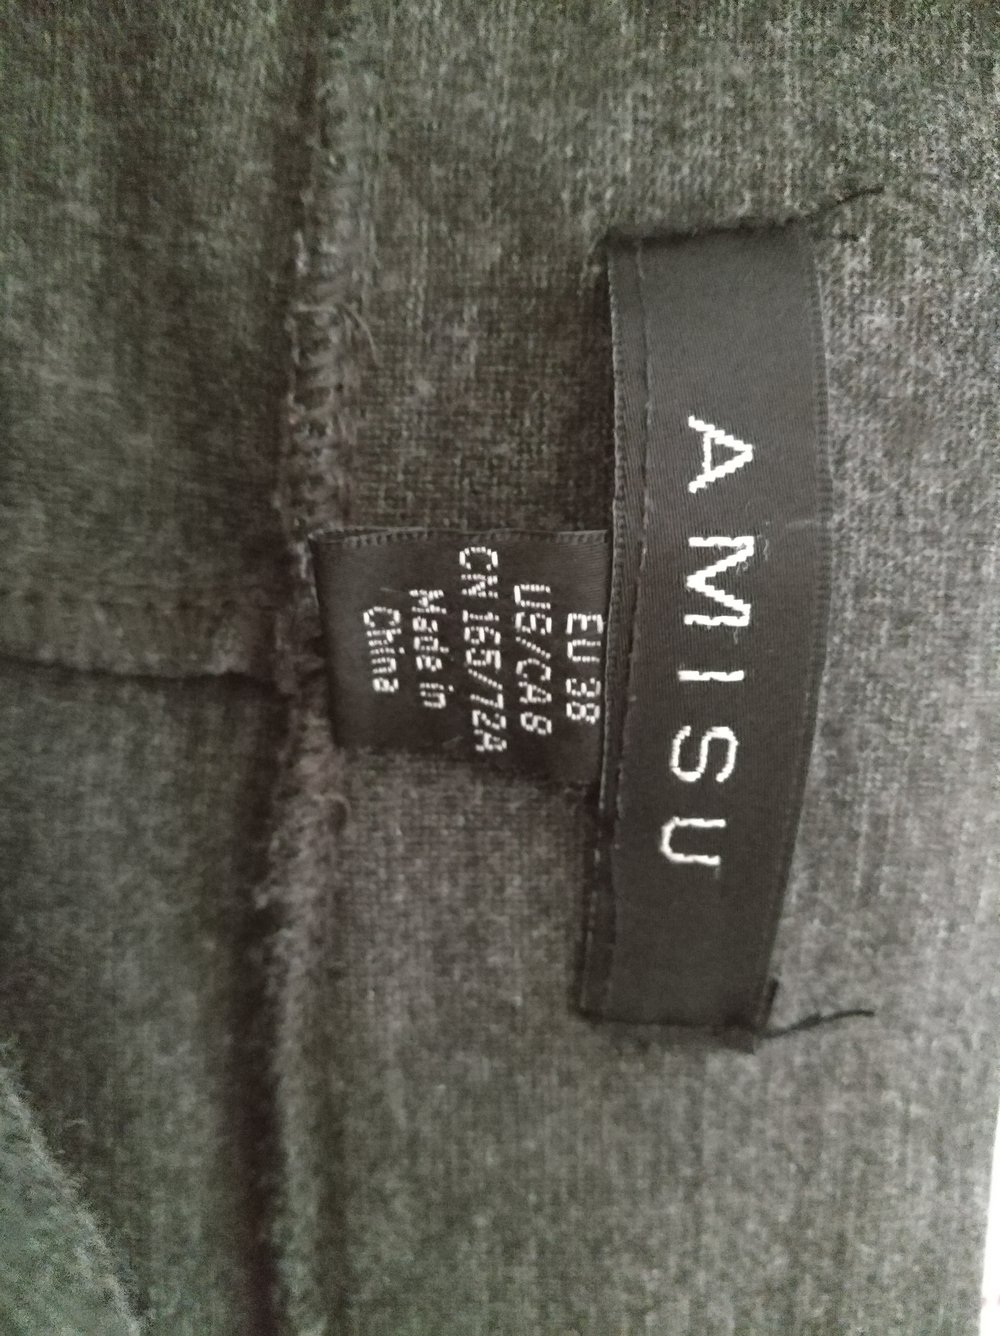 AMISU
EU 38
US/CA 8
CN 165/72A
Made in
China